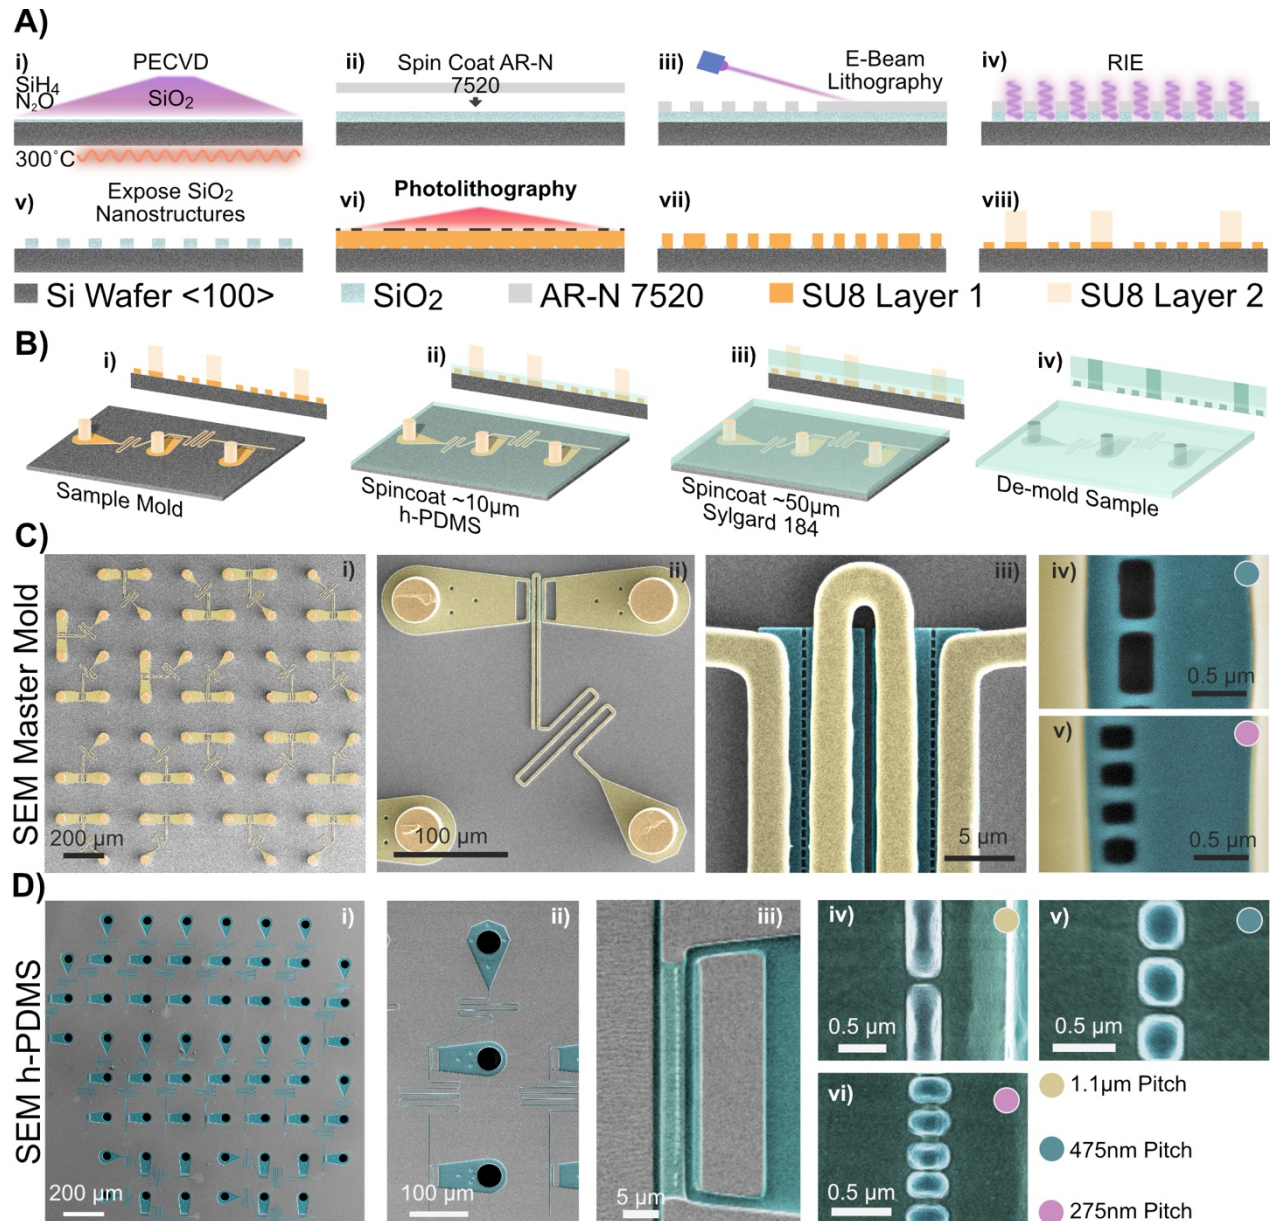 A)
i)
PECVD
SiH4
N2O
SiO2
300°C
ii)
Spin Coat AR-N
7520
iii)
E-Beam
Lithography
iv)
RIE
v)
Expose SiO2
Nanostructures
vi)
Photolithography
vii)
viii)
Si Wafer <100>
SiO2
AR-N 7520
SU8 Layer 1
SU8 Layer 2
B)
i)
Sample Mold
ii)
Spincoat ~10µm
h-PDMS
iii)
Spincoat ~50µm
Sylgard 184
iv)
De-mold Sample
C)
SEM Master Mold
i)
200 µm
ii)
100 µm
iii)
5 µm
iv)
0.5 µm
v)
0.5 µm
D)
SEM h-PDMS
i)
200 µm
ii)
100 µm
iii)
5 µm
iv)
0.5 µm
v)
0.5 µm
vi)
0.5 µm
1.1µm Pitch
475nm Pitch
275nm Pitch